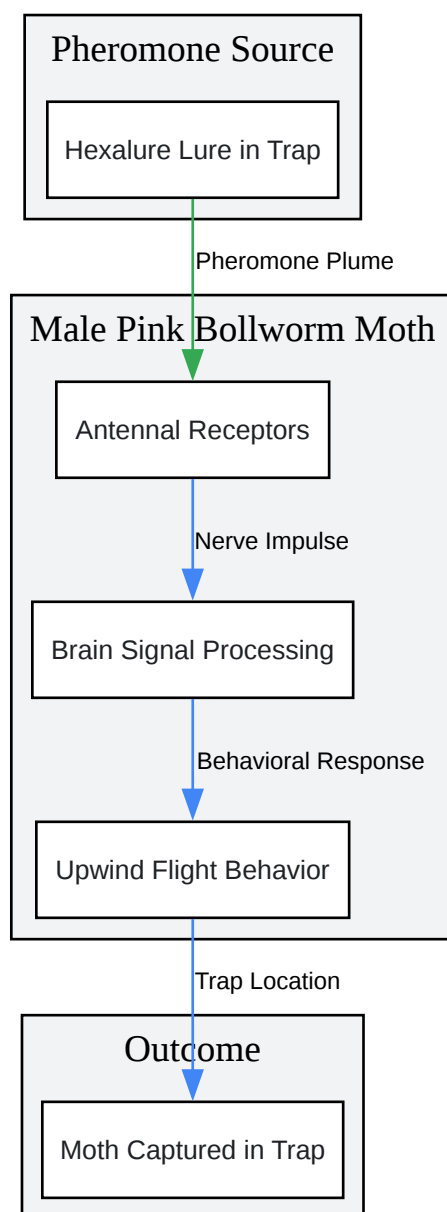 Pheromone Source
Hexalure Lure in Trap
Pheromone Plume
Male Pink Bollworm Moth
Antennal Receptors
Nerve Impulse
Brain Signal Processing
Behavioral Response
Upwind Flight Behavior
Trap Location
Outcome
Moth Captured in Trap